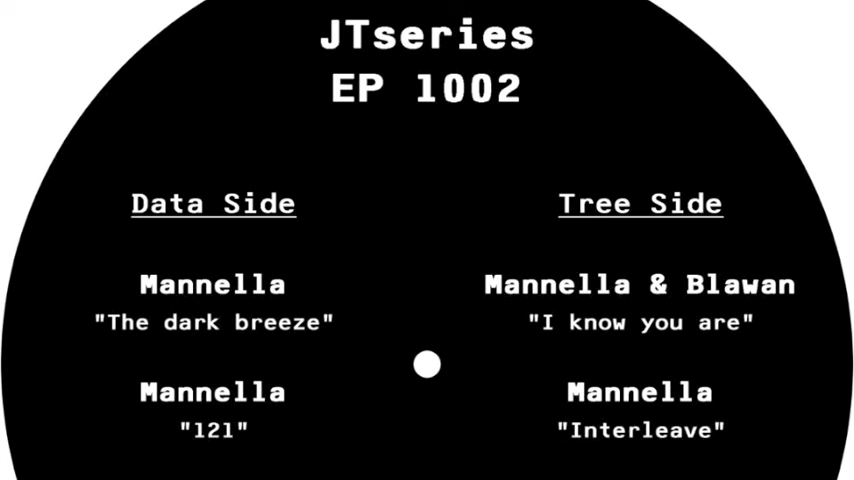 JTseries
EP 1002
Data Side
Mannella
"The dark breeze"
Mannella
"121"
Tree Side
Mannella & Blawan
"I know you are"
Mannella
"Interleave"